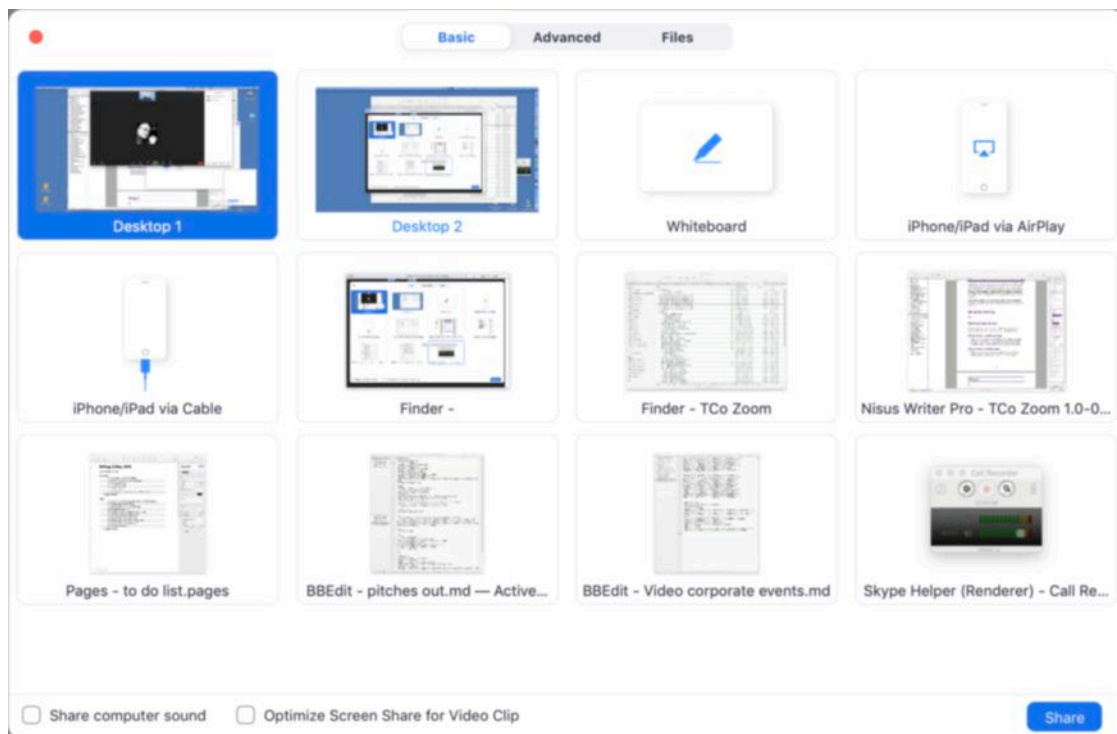 Basic
Advanced
Files
Desktop 1
Desktop 2
Whiteboard
iPhone/iPad via AirPlay
iPhone/iPad via Cable
Finder -
Finder - TCo Zoom
Nisus Writer Pro - TCo Zoom 1.0-0...
Pages - to do list.pages
BBEdit - pitches out.md — Active...
BBEdit - Video corporate events.md
Call Recorder
Skype Helper (Renderer) - Call Re...
Share computer sound
Optimize Screen Share for Video Clip
Share